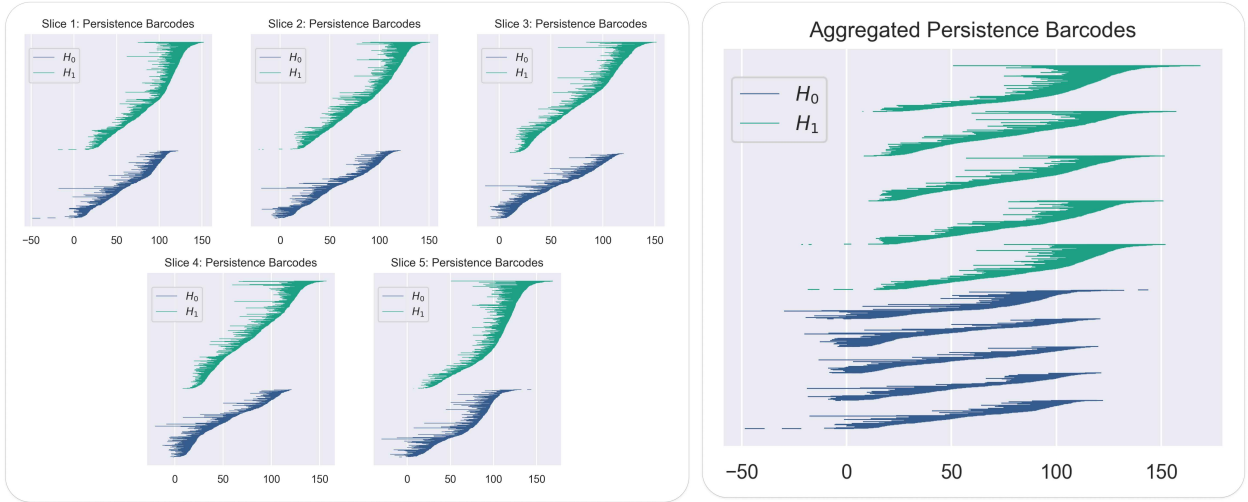 Slice 1: Persistence Barcodes
H₀
H₁
−50 0 50 100 150
Slice 2: Persistence Barcodes
H₀
H₁
0 50 100 150
Slice 3: Persistence Barcodes
H₀
H₁
0 50 100 150
Slice 4: Persistence Barcodes
H₀
H₁
0 50 100 150
Slice 5: Persistence Barcodes
H₀
H₁
0 50 100 150
Aggregated Persistence Barcodes
H₀
H₁
−50 0 50 100 150